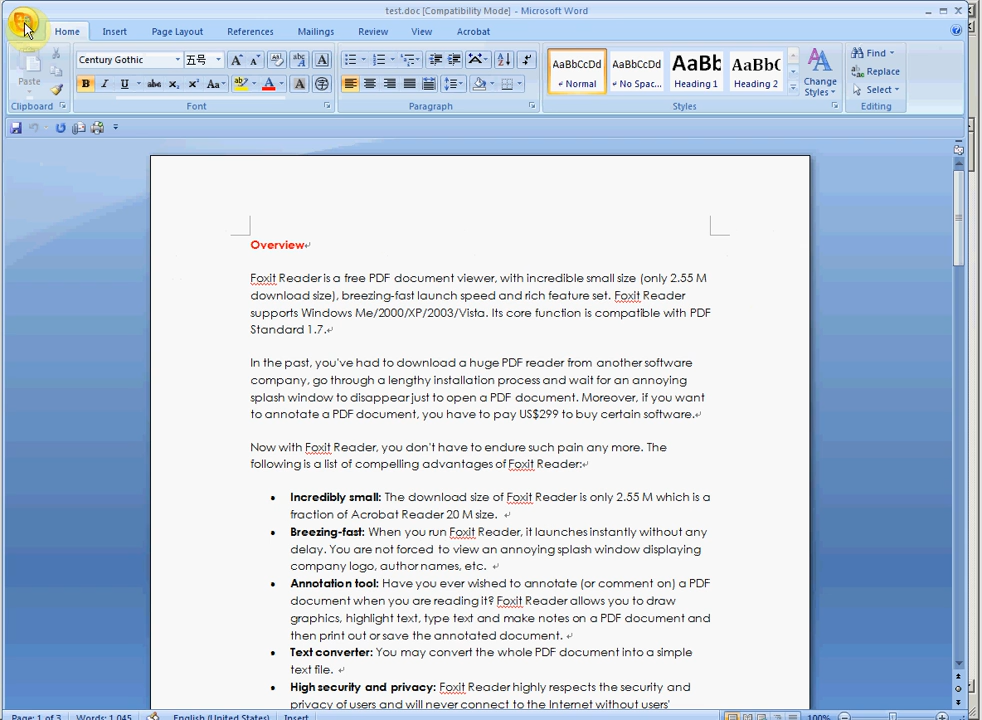 test.doc [Compatibility Mode] - Microsoft Word
Home Insert Page Layout References Mailings Review View Acrobat
Century Gothic 五号
Paste
Clipboard Font Paragraph Styles Editing
AaBbCcDd AaBbCcDd AaBb AaBbC
Normal No Spac... Heading 1 Heading 2
Change Styles
Find
Replace
Select
Overview
Foxit Reader is a free PDF document viewer, with incredible small size (only 2.55 M
download size), breezing-fast launch speed and rich feature set. Foxit Reader
supports Windows Me/2000/XP/2003/Vista. Its core function is compatible with PDF
Standard 1.7.
In the past, you've had to download a huge PDF reader from another software
company, go through a lengthy installation process and wait for an annoying
splash window to disappear just to open a PDF document. Moreover, if you want
to annotate a PDF document, you have to pay US$299 to buy certain software.
Now with Foxit Reader, you don't have to endure such pain any more. The
following is a list of compelling advantages of Foxit Reader:
• Incredibly small: The download size of Foxit Reader is only 2.55 M which is a
fraction of Acrobat Reader 20 M size.
• Breezing-fast: When you run Foxit Reader, it launches instantly without any
delay. You are not forced to view an annoying splash window displaying
company logo, author names, etc.
• Annotation tool: Have you ever wished to annotate (or comment on) a PDF
document when you are reading it? Foxit Reader allows you to draw
graphics, highlight text, type text and make notes on a PDF document and
then print out or save the annotated document.
• Text converter: You may convert the whole PDF document into a simple
text file.
• High security and privacy: Foxit Reader highly respects the security and
privacy of users and will never connect to the Internet without users'
Page: 1 of 3 Words: 1,045 English (United States) Insert 100%